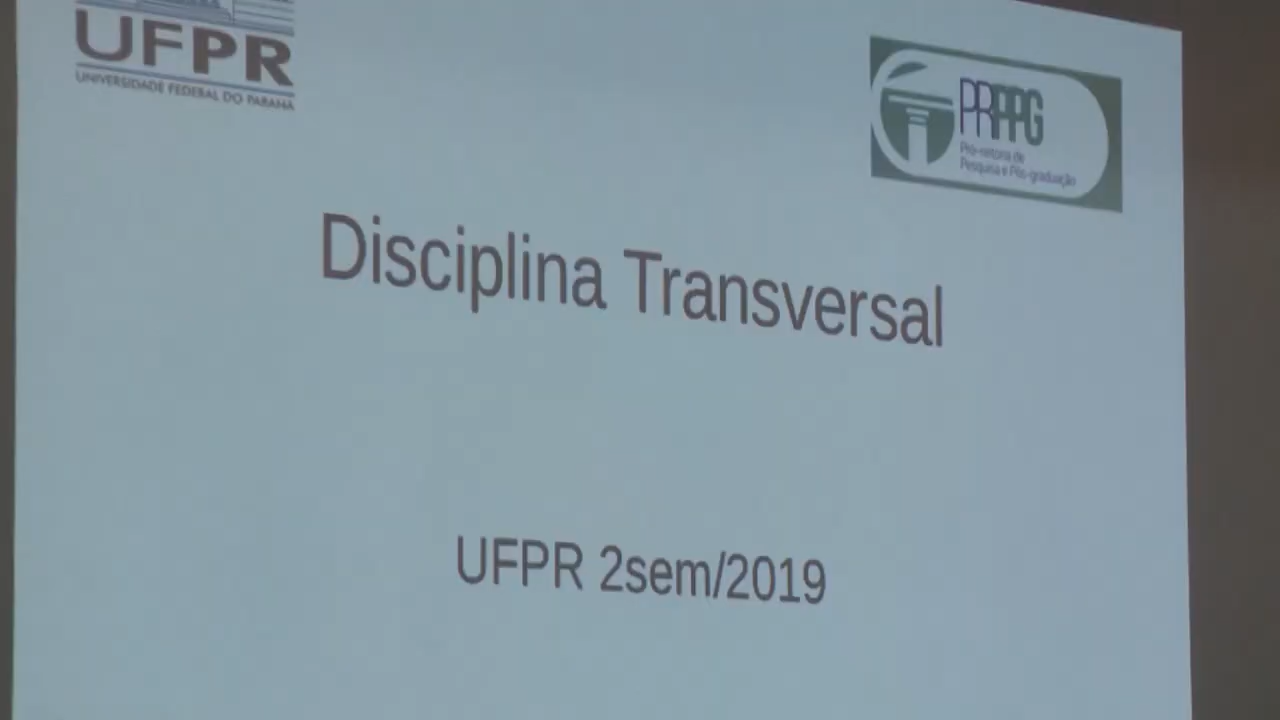 UFPR
UNIVERSIDADE FEDERAL DO PARANÁ
PRPPG
Pró-reitoria de
Pesquisa e Pós-graduação
Disciplina Transversal
UFPR 2sem/2019